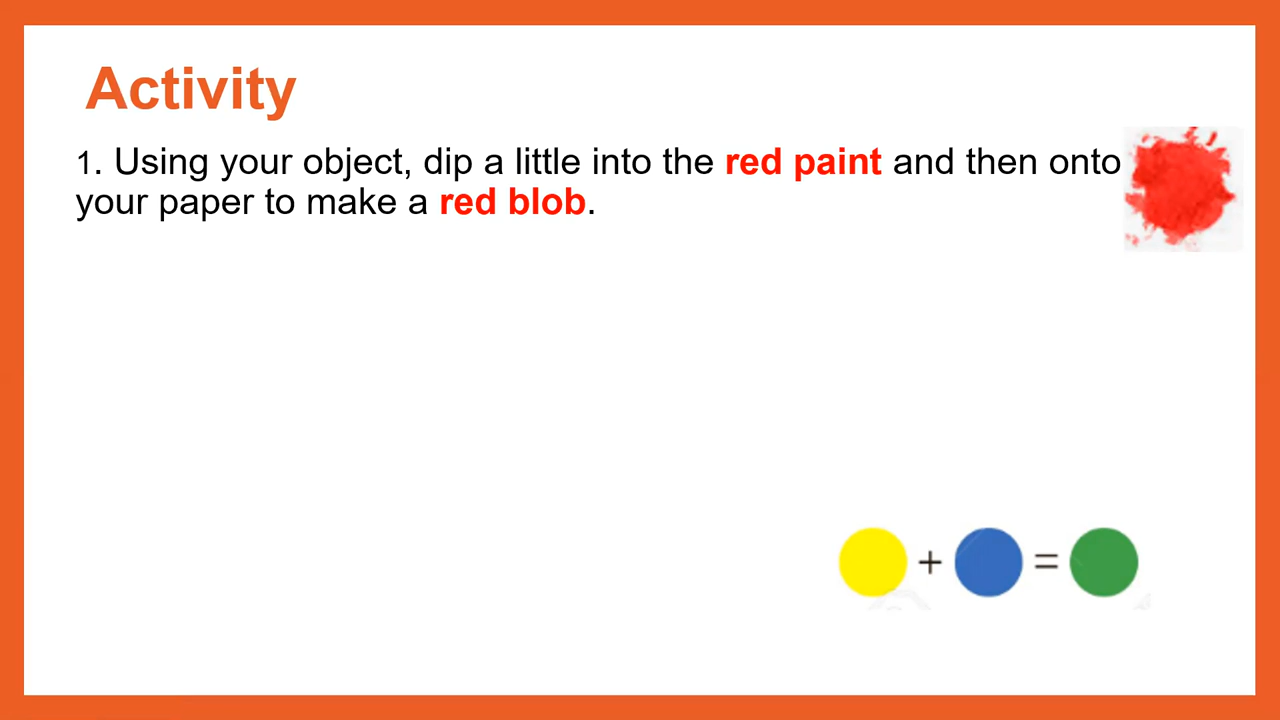 Activity
1. Using your object, dip a little into the red paint and then onto
your paper to make a red blob.
+ =